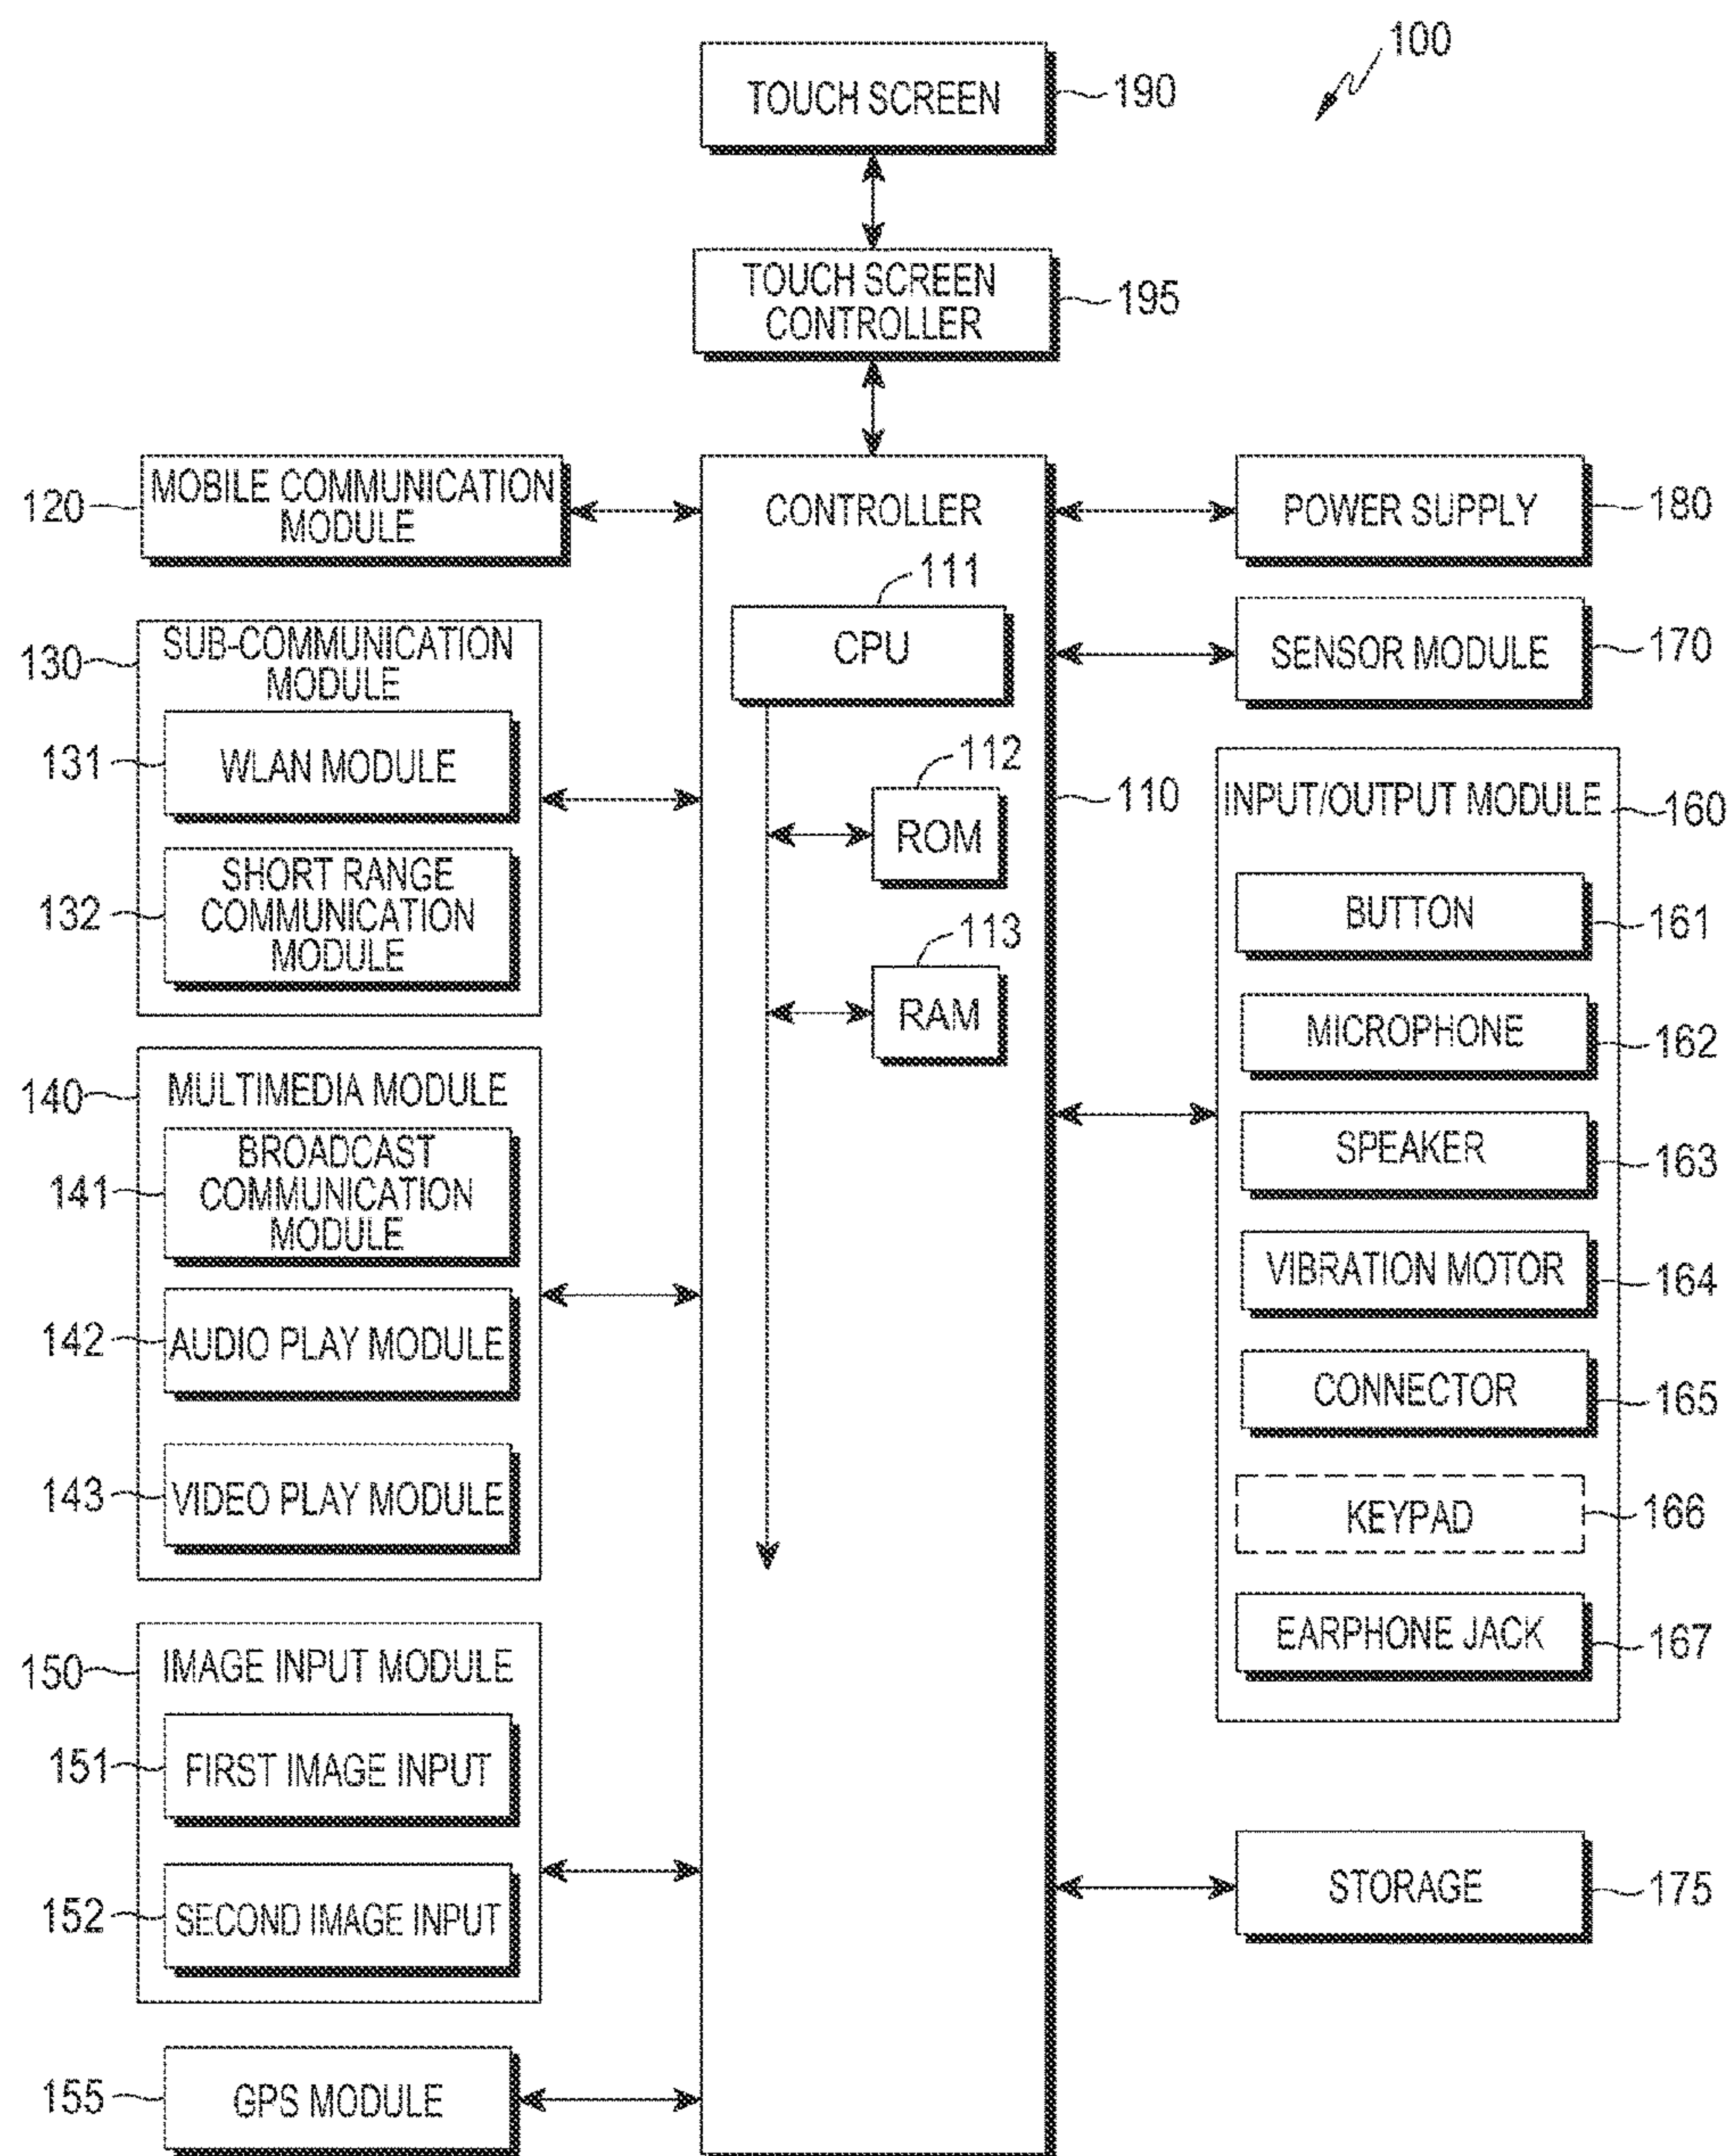 100
TOUCH SCREEN
190
TOUCH SCREEN
CONTROLLER
195
120
MOBILE COMMUNICATION
MODULE
130
SUB-COMMUNICATION
MODULE
131
WLAN MODULE
132
SHORT RANGE
COMMUNICATION
MODULE
140
MULTIMEDIA MODULE
141
BROADCAST
COMMUNICATION
MODULE
142
AUDIO PLAY MODULE
143
VIDEO PLAY MODULE
150
IMAGE INPUT MODULE
151
FIRST IMAGE INPUT
152
SECOND IMAGE INPUT
155
GPS MODULE
CONTROLLER
111
CPU
112
ROM
113
RAM
110
POWER SUPPLY
180
SENSOR MODULE
170
INPUT/OUTPUT MODULE
160
BUTTON
161
MICROPHONE
162
SPEAKER
163
VIBRATION MOTOR
164
CONNECTOR
165
KEYPAD
166
EARPHONE JACK
167
STORAGE
175